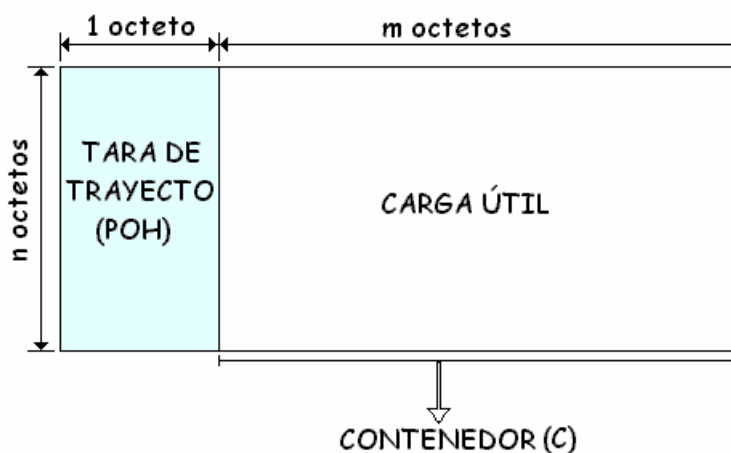 1 octeto
m octetos
n octetos
TARA DE
TRAYECTO
(POH)
CARGA ÚTIL
CONTENEDOR (C)